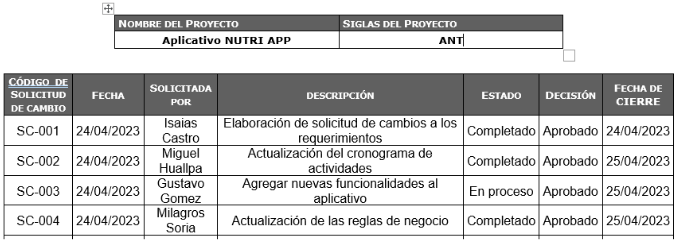 NOMBRE DEL PROYECTO SIGLAS DEL PROYECTO
Aplicativo NUTRI APP ANT
CÓDIGO DE SOLICITUD DE CAMBIO FECHA SOLICITADA POR DESCRIPCIÓN ESTADO DECISIÓN FECHA DE CIERRE
SC-001 24/04/2023 Isaias Castro Elaboración de solicitud de cambios a los requerimientos Completado Aprobado 24/04/2023
SC-002 24/04/2023 Miguel Huallpa Actualización del cronograma de actividades Completado Aprobado 25/04/2023
SC-003 24/04/2023 Gustavo Gomez Agregar nuevas funcionalidades al aplicativo En proceso Aprobado 25/04/2023
SC-004 24/04/2023 Milagros Soria Actualización de las reglas de negocio Completado Aprobado 25/04/2023